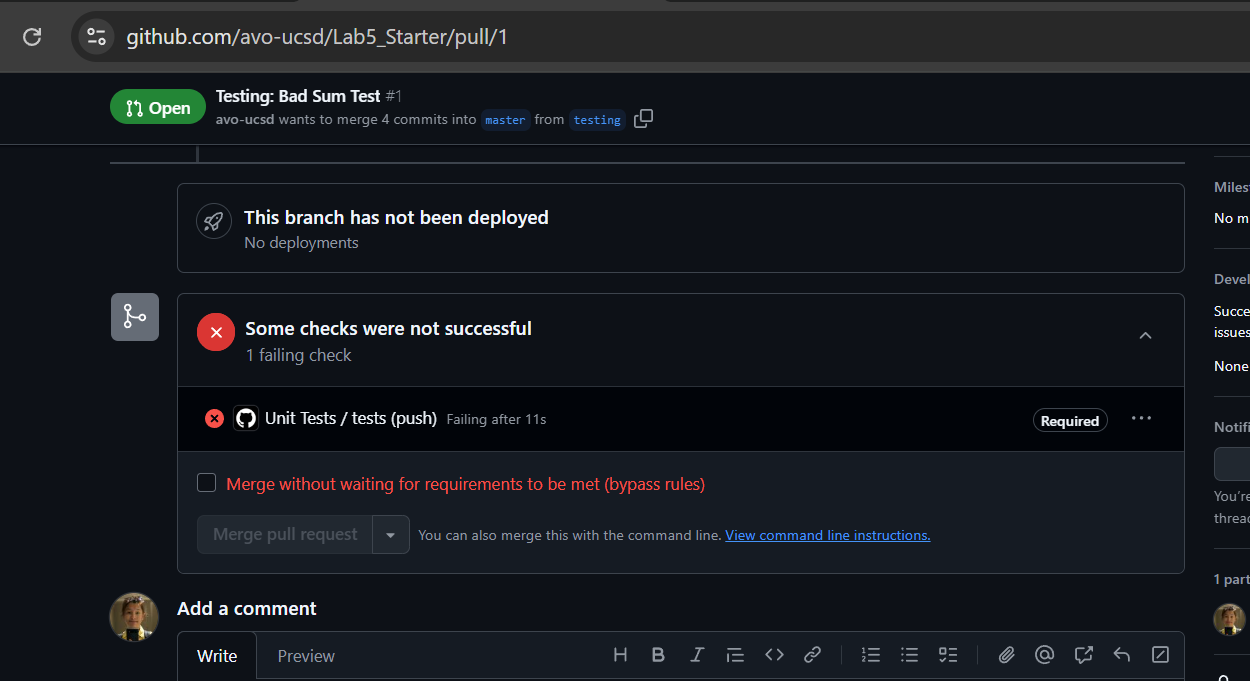 github.com/avo-ucsd/Lab5_Starter/pull/1
Open
Testing: Bad Sum Test #1
avo-ucsd wants to merge 4 commits into master from testing
This branch has not been deployed
No deployments
Miles
No m
Devel
Succe
issues
None
Notifi
You're
threac
1 part
Some checks were not successful
1 failing check
Unit Tests / tests (push) Failing after 11s
Required
Merge without waiting for requirements to be met (bypass rules)
Merge pull request
You can also merge this with the command line. View command line instructions.
Add a comment
Write
Preview